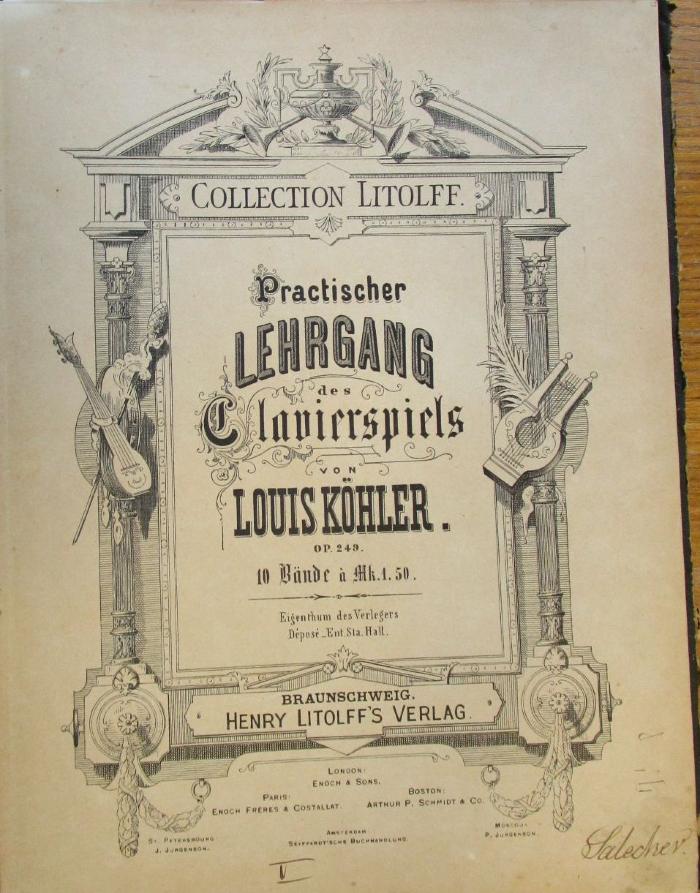 COLLECTION LITOLFF.
Practischer
LEHRGANG
des
Clavierspiels
VON
LOUIS KÖHLER.
OP. 249.
10 Bände à Mk. 1. 50.
Eigenthum des Verlegers
Déposé_Ent. Sta. Hall.
BRAUNSCHWEIG.
HENRY LITOLFF'S VERLAG.
LONDON:
ENOCH & SONS.
PARIS:
ENOCH FRÈRES & COSTALLAT.
BOSTON:
ARTHUR P. SCHMIDT & CO.
ST. PETERSBOURG
J. JURGENSON.
AMSTERDAM
SEYFFARDT'SCHE BUCHHANDLUNG.
MOSCOU:
P. JURGENSON.
V